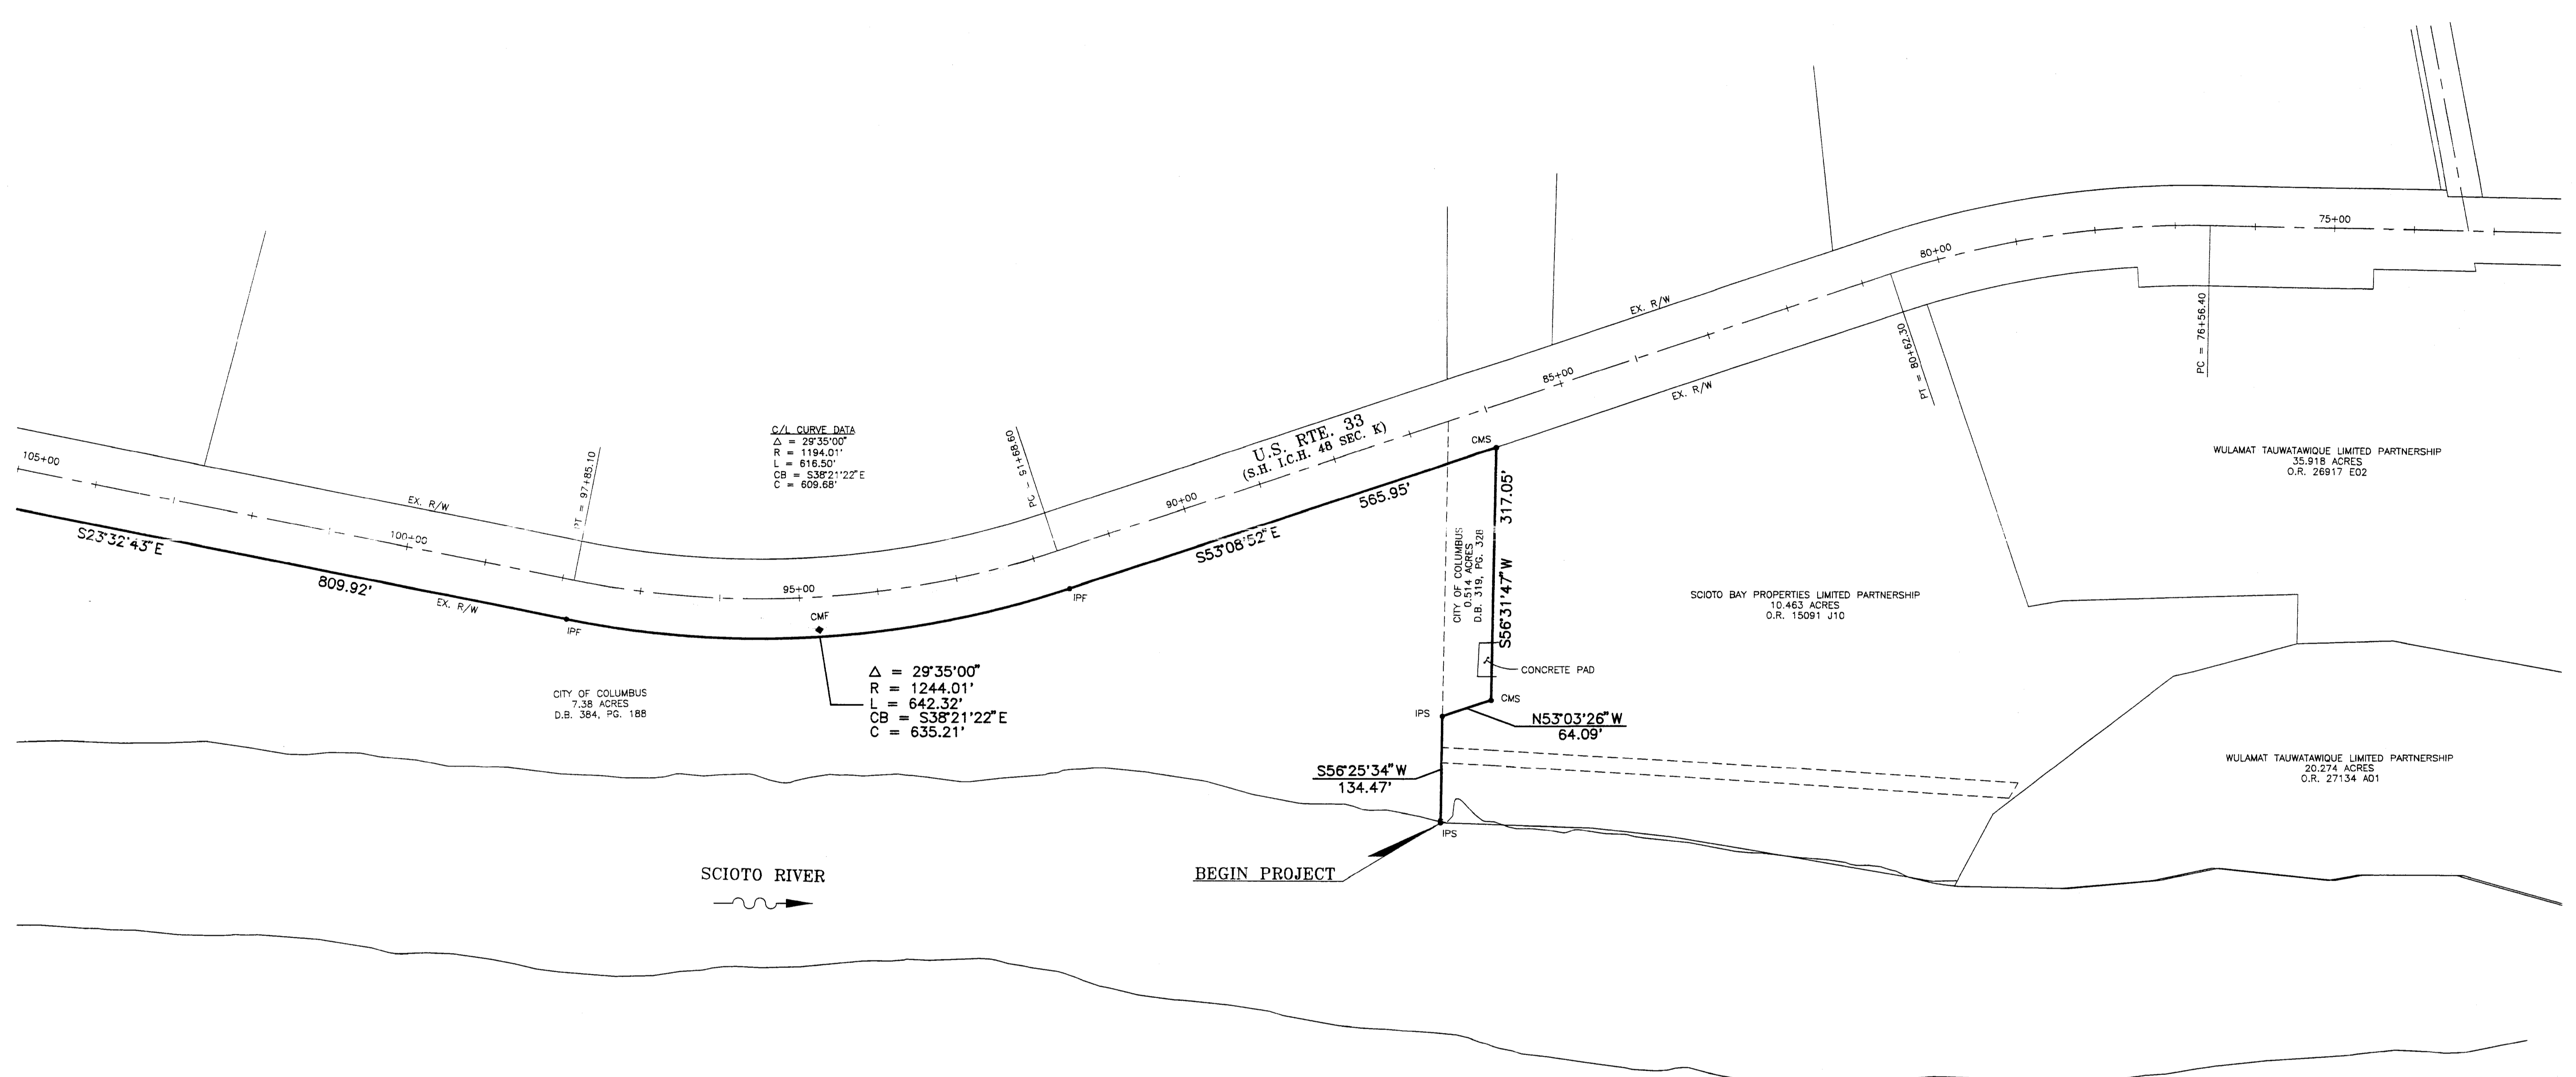 75+00
80+00
EX. R/W
PC = 76+56.40
PT = 80+62.30
85+00
EX. R/W
U.S. RTE. 33
(S.H. I.C.H. 48 SEC. K)
CMS
C/L CURVE DATA
Δ = 29°35'00"
R = 1194.01'
L = 616.50'
CB = S38°21'22"E
C = 609.68'
PC - 91+68.60
105+00
PT = 97+85.10
EX. R/W
90+00
565.95'
317.05'
WULAMAT TAUWATAWIQUE LIMITED PARTNERSHIP
35.918 ACRES
O.R. 26917 E02
S23°32'43"E
100+00
S53°08'52"E
CITY OF COLUMBUS
0.514 ACRES
D.B. 319, PG. 328
S56°31'47"W
809.92'
95+00
EX. R/W
IPF
CMF
IPF
SCIOTO BAY PROPERTIES LIMITED PARTNERSHIP
10.463 ACRES
O.R. 15091 J10
CONCRETE PAD
Δ = 29°35'00"
R = 1244.01'
L = 642.32'
CB = S38°21'22"E
C = 635.21'
CITY OF COLUMBUS
7.38 ACRES
D.B. 384, PG. 188
CMS
IPS
N53°03'26"W
64.09'
S56°25'34"W
134.47'
WULAMAT TAUWATAWIQUE LIMITED PARTNERSHIP
20.274 ACRES
O.R. 27134 A01
IPS
SCIOTO RIVER
BEGIN PROJECT